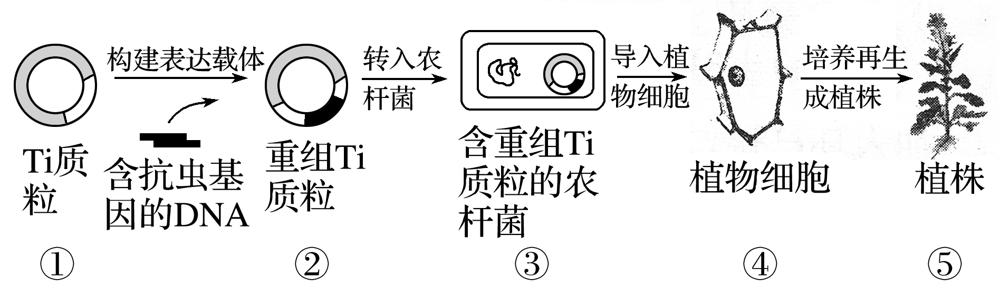 构建表达载体
转入农
杆菌
导入植
物细胞
培养再生
成植株
Ti质
粒
含抗虫基
因的DNA
重组Ti
质粒
含重组Ti
质粒的农
杆菌
植物细胞
植株
①
②
③
④
⑤